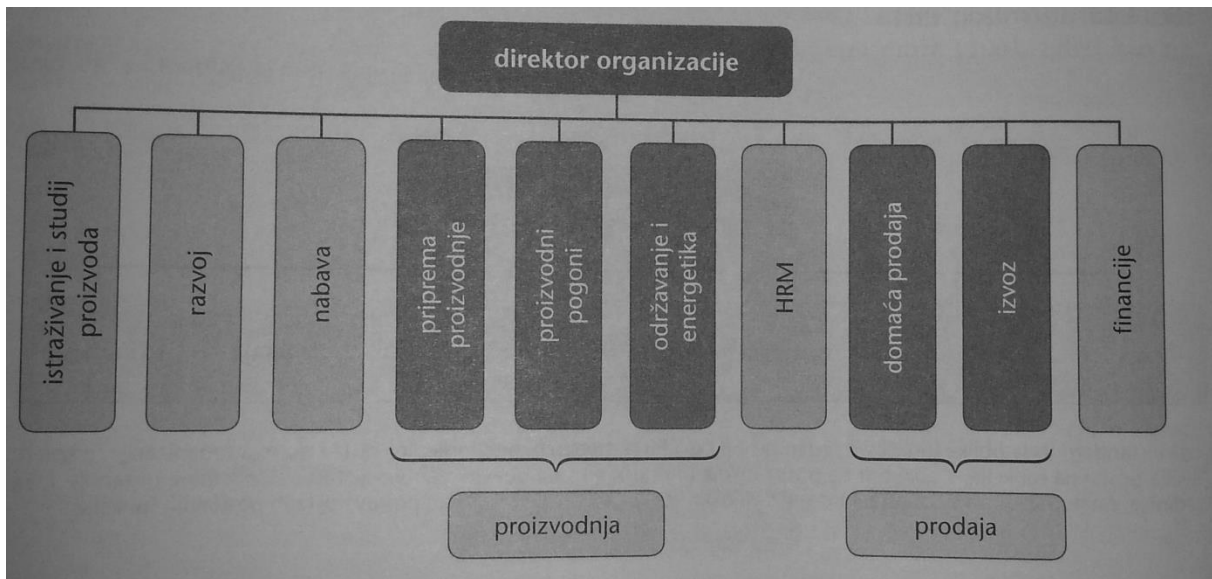 direktor organizacije
istraživanje i studij
proizvoda
razvoj
nabava
priprema
proizvodnje
proizvodni
pogoni
održavanje i
energetika
HRM
domaća prodaja
izvoz
financije
proizvodnja
prodaja